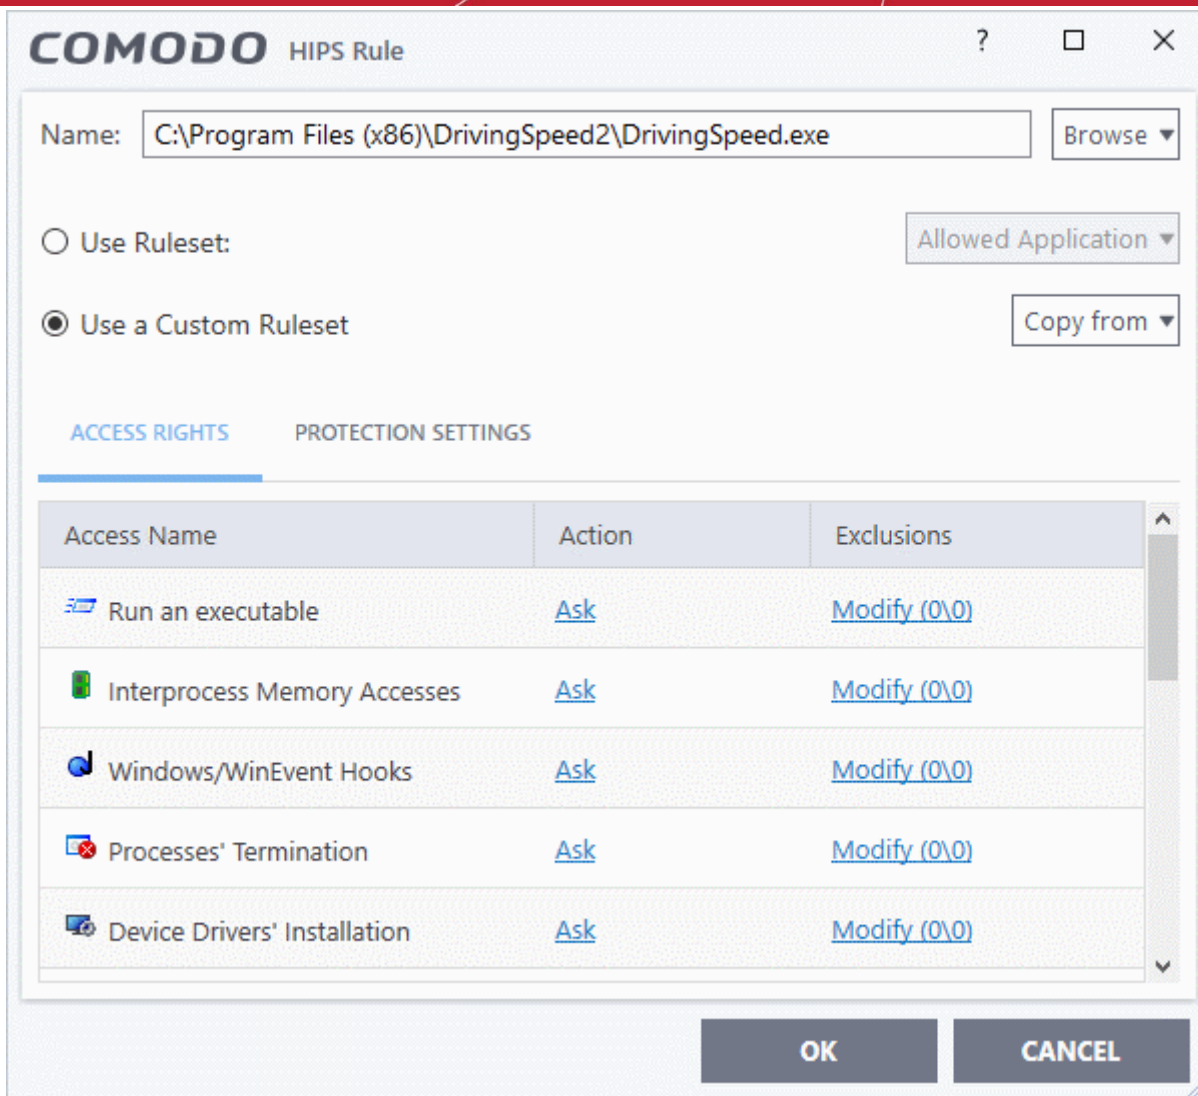 COMODO HIPS Rule ?
Name: C:\Program Files (x86)\DrivingSpeed2\DrivingSpeed.exe Browse
Use Ruleset: Allowed Application
Use a Custom Ruleset Copy from
ACCESS RIGHTS PROTECTION SETTINGS
Access Name Action Exclusions
Run an executable Ask Modify (0\0)
Interprocess Memory Accesses Ask Modify (0\0)
Windows/WinEvent Hooks Ask Modify (0\0)
Processes' Termination Ask Modify (0\0)
Device Drivers' Installation Ask Modify (0\0)
OK CANCEL